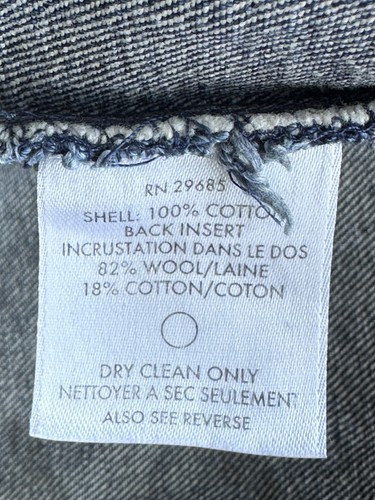 RN 29685
SHELL: 100% COTTON
BACK INSERT
INCRUSTATION DANS LE DOS
82% WOOL/LAINE
18% COTTON/COTON
DRY CLEAN ONLY
NETTOYER A SEC SEULEMENT
ALSO SEE REVERSE